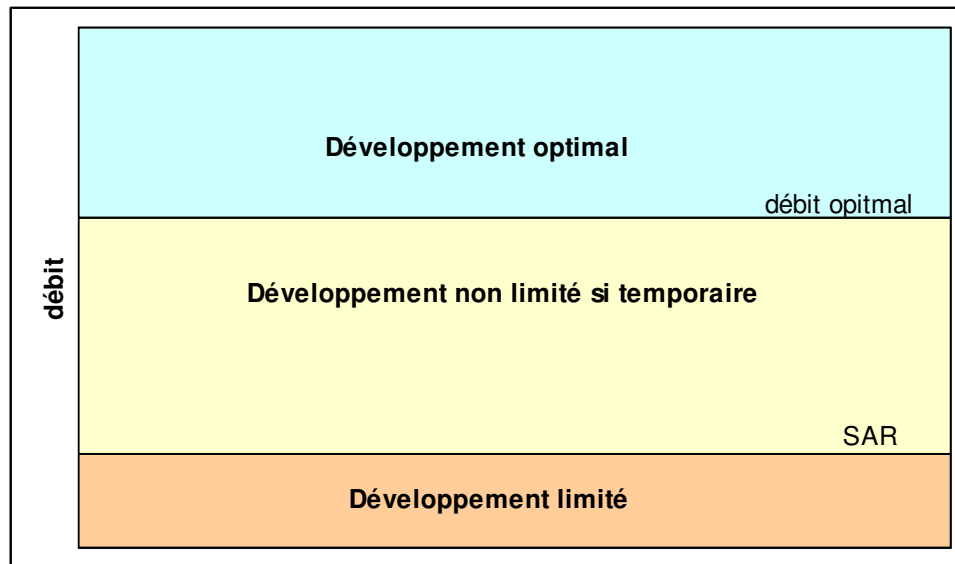 Développement optimal
débit opitmal
débit
Développement non limité si temporaire
SAR
Développement limité